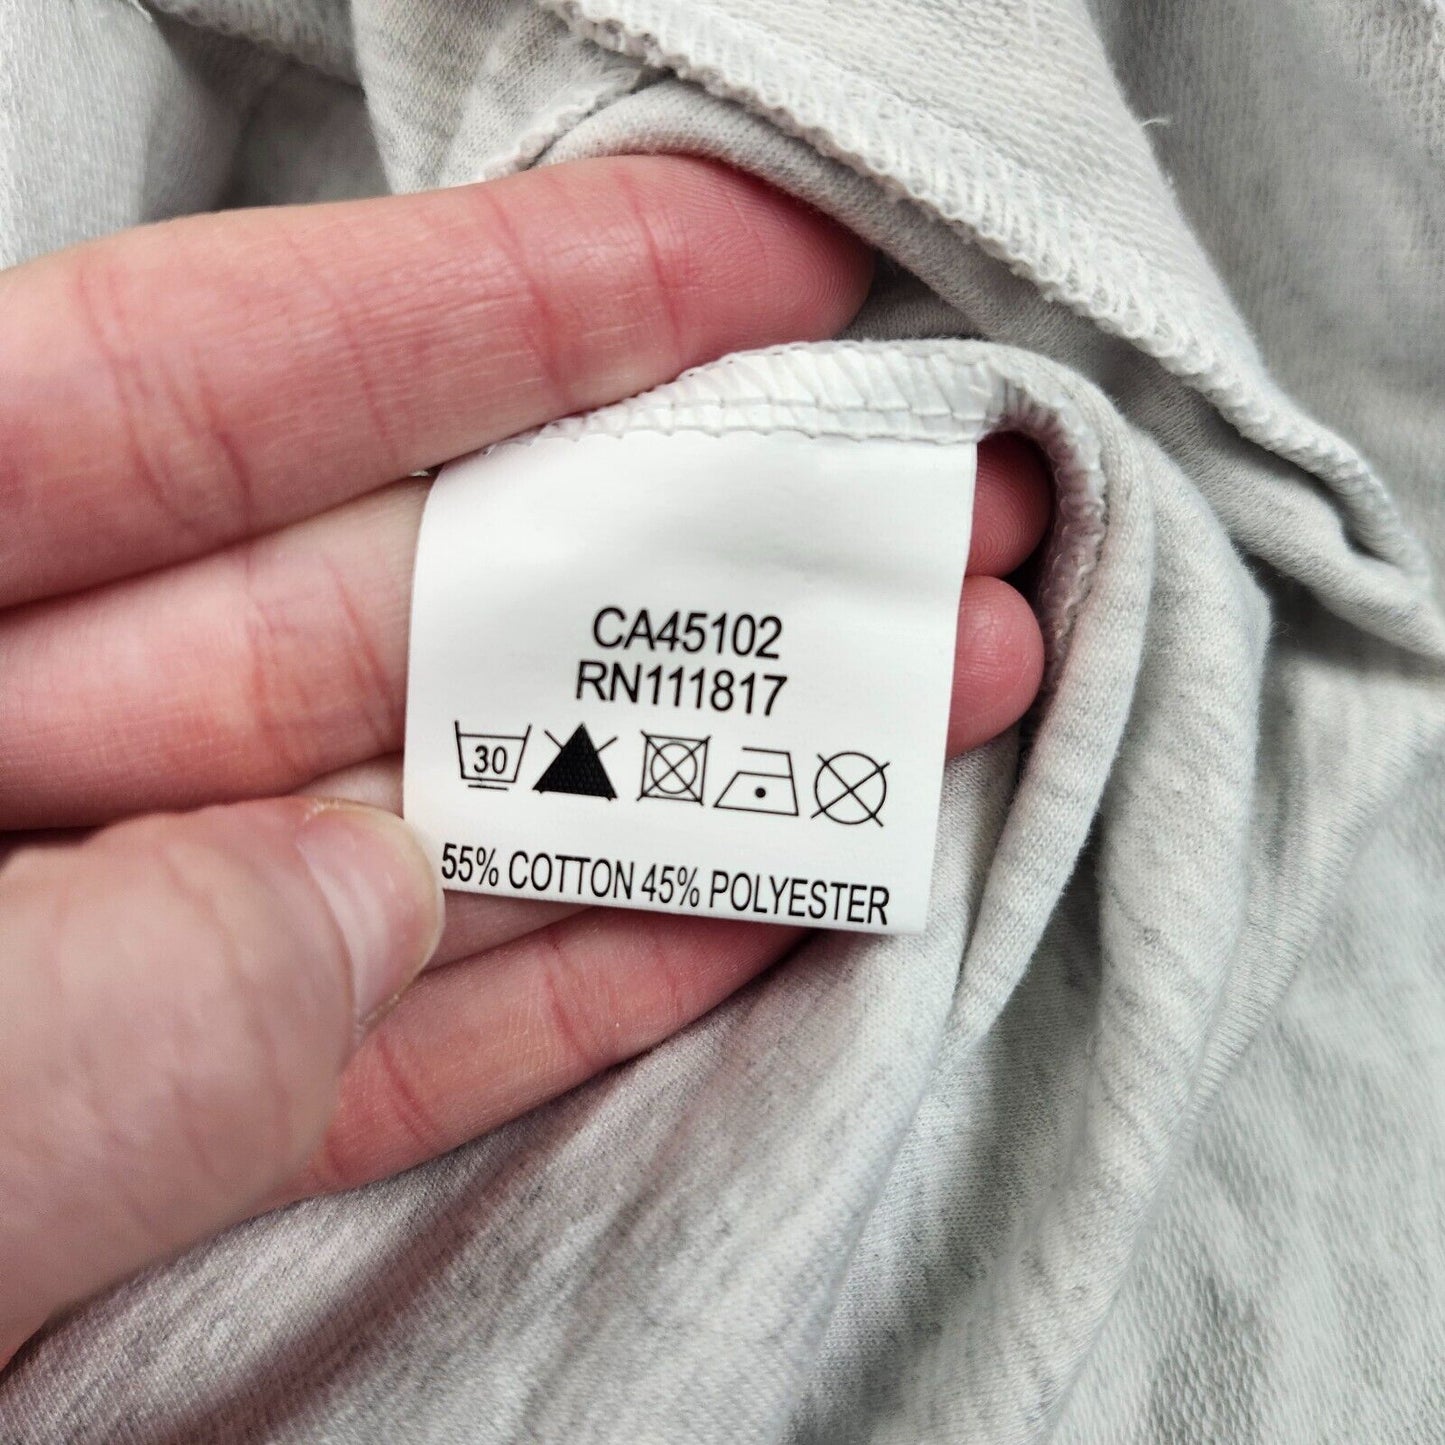 CA45102
RN111817
30
55% COTTON 45% POLYESTER